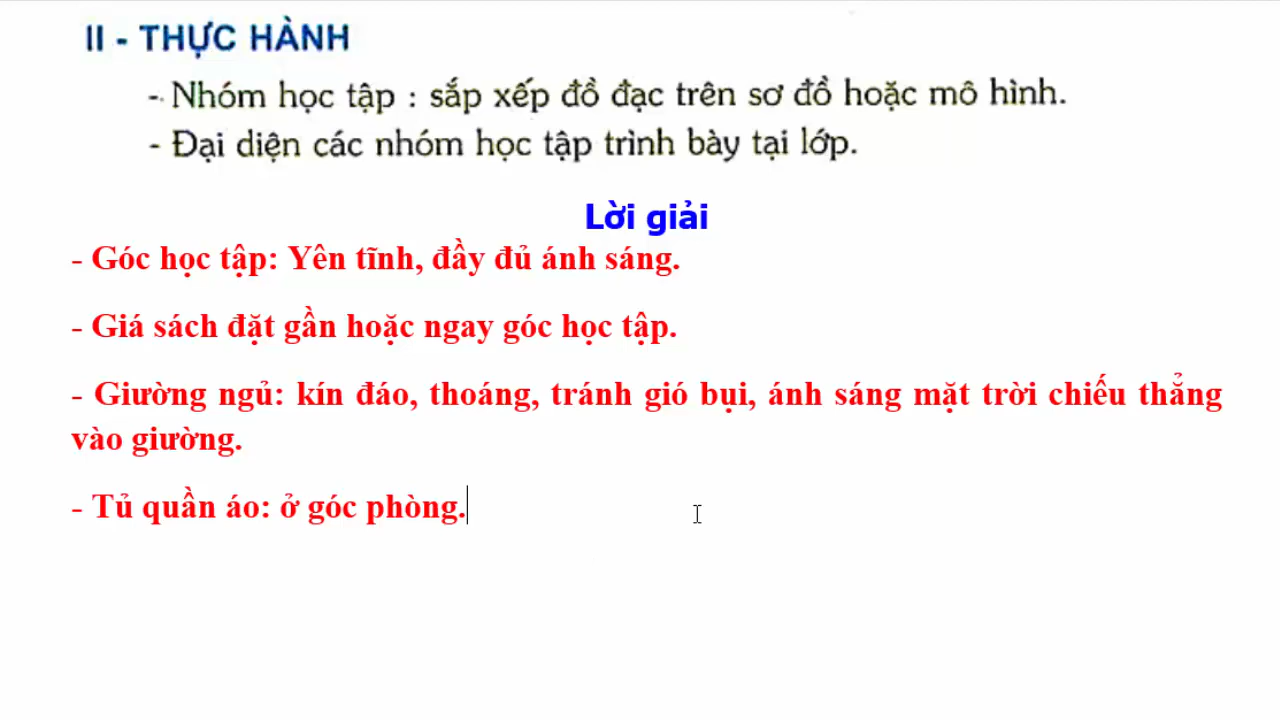 II - THỰC HÀNH
- Nhóm học tập : sắp xếp đồ đạc trên sơ đồ hoặc mô hình.
- Đại diện các nhóm học tập trình bày tại lớp.
Lời giải
- Góc học tập: Yên tĩnh, đầy đủ ánh sáng.
- Giá sách đặt gần hoặc ngay góc học tập.
- Giường ngủ: kín đáo, thoáng, tránh gió bụi, ánh sáng mặt trời chiếu thẳng
vào giường.
- Tủ quần áo: ở góc phòng.